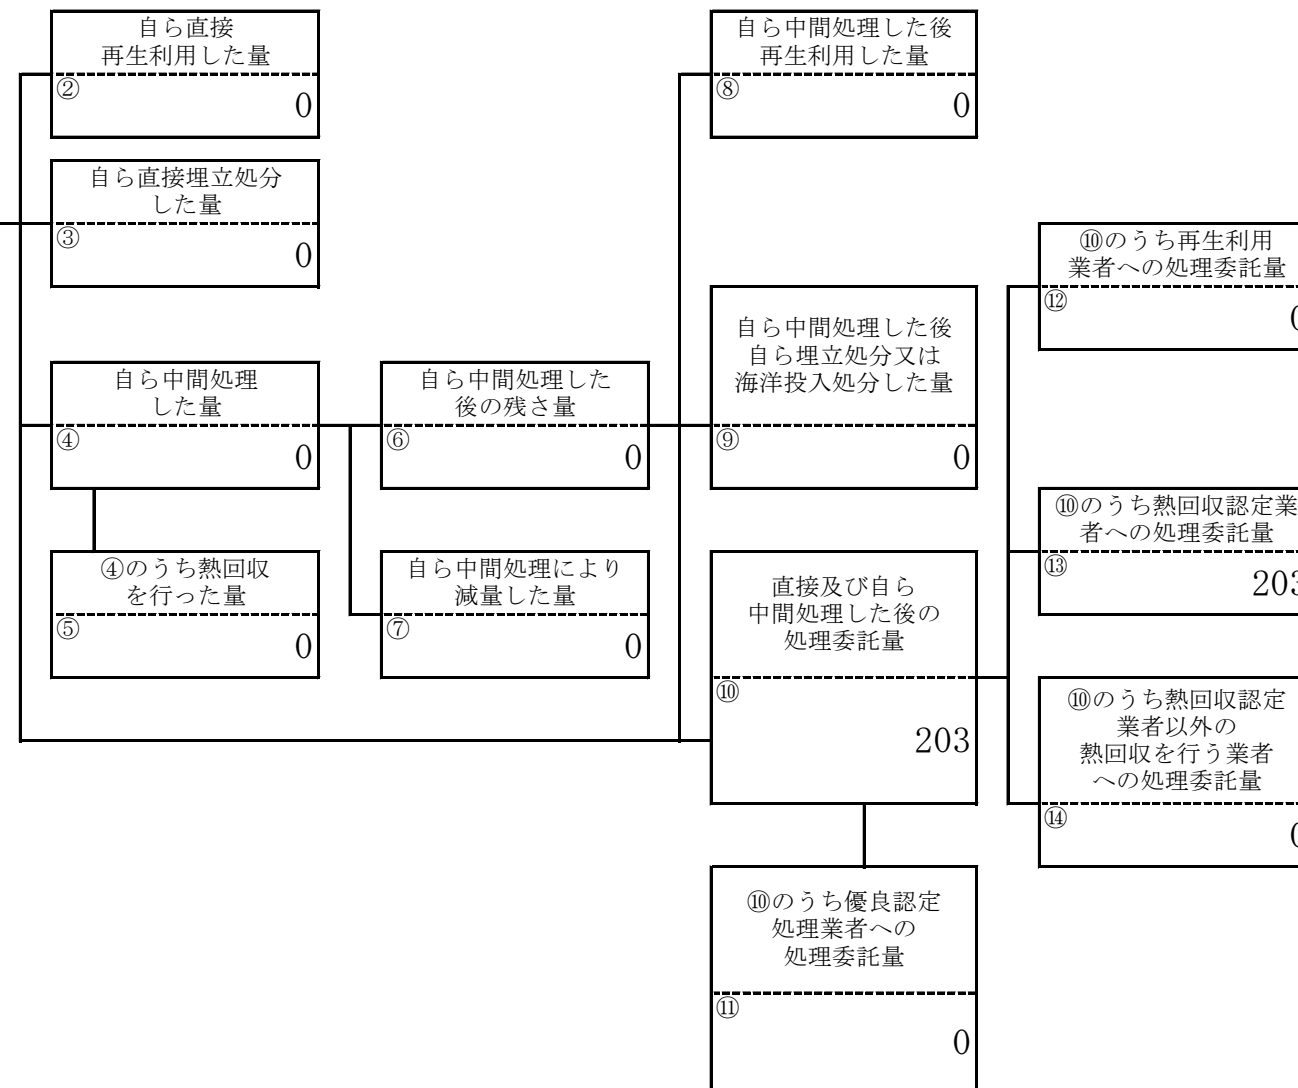 自ら直接
再生利用した量
②
0
自ら直接埋立処分
した量
③
0
自ら中間処理
した量
④
0
④のうち熱回収
を行った量
⑤
0
自ら中間処理した
後の残さ量
⑥
0
自ら中間処理により
減量した量
⑦
0
自ら中間処理した後
再生利用した量
⑧
0
自ら中間処理した後
自ら埋立処分又は
海洋投入処分した量
⑨
0
直接及び自ら
中間処理した後の
処理委託量
⑩
203
⑩のうち優良認定
処理業者への
処理委託量
⑪
0
⑩のうち再生利用
業者への処理委託量
⑫
0
⑩のうち熱回収認定業
者への処理委託量
⑬
203
⑩のうち熱回収認定
業者以外の
熱回収を行う業者
への処理委託量
⑭
0